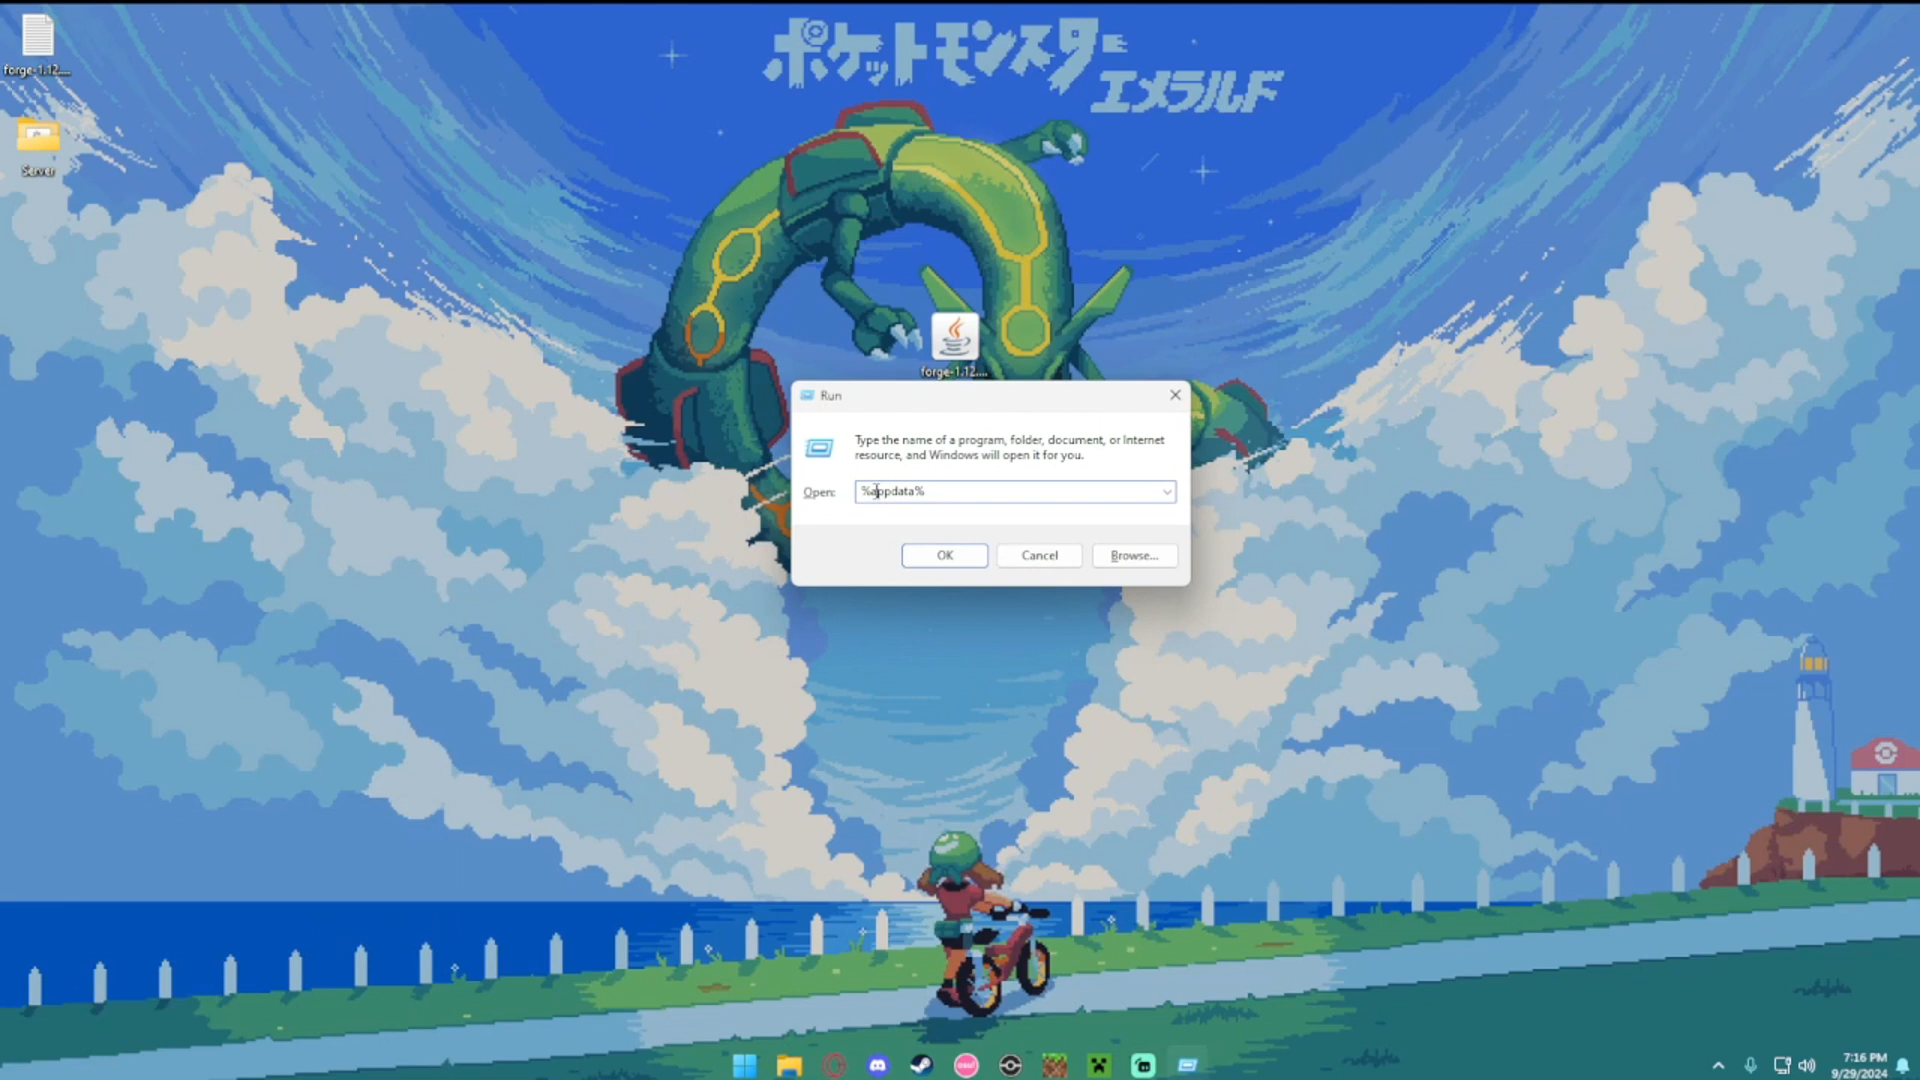 ポケットモンスター
エメラルド
forge-1.12....
Server
forge-1.12....
Run
Type the name of a program, folder, document, or Internet
resource, and Windows will open it for you.
Open:
%appdata%
OK
Cancel
Browse...
osu!
7:16 PM
9/29/2024